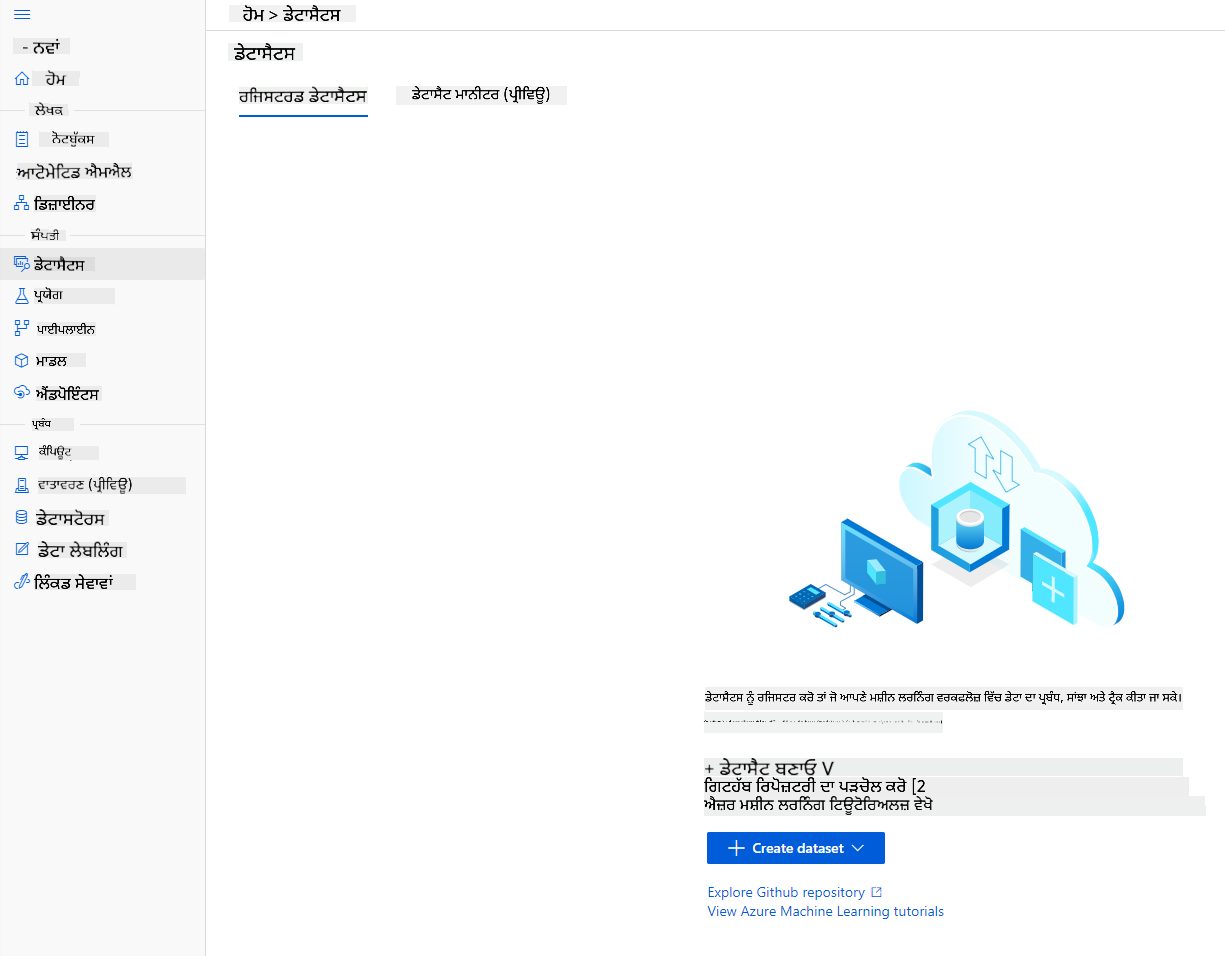 ਹੋਮ > ਡੇਟਾਸੈਟਸ
- ਨਵਾਂ
ਹੋਮ
ਲੇਖਕ
ਨੋਟਬੁੱਕਸ
ਆਟੋਮੇਟਿਡ ਐਮਐਲ
ਡਿਜ਼ਾਈਨਰ
ਸੰਪਤੀ
ਡੇਟਾਸੈਟਸ
ਪ੍ਰਯੋਗ
ਪਾਈਪਲਾਈਨ
ਮਾਡਲ
ਐਂਡਪੋਇੰਟਸ
ਪ੍ਰਬੰਧ
ਕੰਪਿਊਟ
ਵਾਤਾਵਰਣ (ਪ੍ਰੀਵਿਊ)
ਡੇਟਾਸਟੋਰਸ
ਡੇਟਾ ਲੇਬਲਿੰਗ
ਲਿੰਕਡ ਸੇਵਾਵਾਂ
ਡੇਟਾਸੈਟਸ
ਰਜਿਸਟਰਡ ਡੇਟਾਸੈਟਸ
ਡੇਟਾਸੈਟ ਮਾਨੀਟਰ (ਪ੍ਰੀਵਿਊ)
ਡੇਟਾਸੈਟਸ ਨੂੰ ਰਜਿਸਟਰ ਕਰੋ ਤਾਂ ਜੋ ਆਪਣੇ ਮਸ਼ੀਨ ਲਰਨਿੰਗ ਵਰਕਫਲੋਜ਼ ਵਿੱਚ ਡੇਟਾ ਦਾ ਪ੍ਰਬੰਧ, ਸਾਂਝਾ ਅਤੇ ਟ੍ਰੈਕ ਕੀਤਾ ਜਾ ਸਕੇ।
+ ਡੇਟਾਸੈਟ ਬਣਾਓ V
ਗਿਟਹੱਬ ਰਿਪੋਜ਼ਟਰੀ ਦਾ ਪੜਚੋਲ ਕਰੋ [2
ਐਜ਼ਰ ਮਸ਼ੀਨ ਲਰਨਿੰਗ ਟਿਊਟੋਰਿਅਲਜ਼ ਵੇਖੋ
Create dataset
Explore Github repository
View Azure Machine Learning tutorials